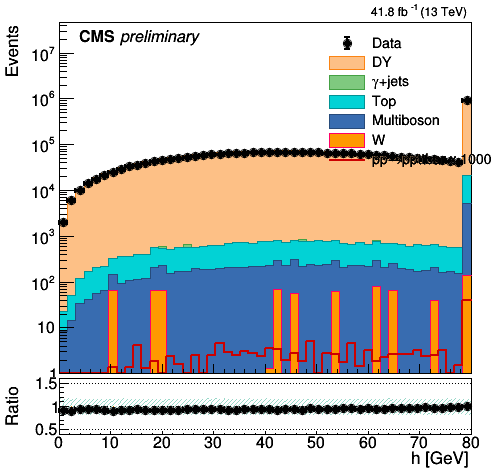 41.8 fb⁻¹ (13 TeV)
CMS preliminary
Events
Data
DY
γ+jets
Top
Multiboson
W
1000
10⁷
10⁶
10⁵
10⁴
10³
10²
10
1
Ratio
1.5
1
0.5
0 10 20 30 40 50 60 70 80
h [GeV]